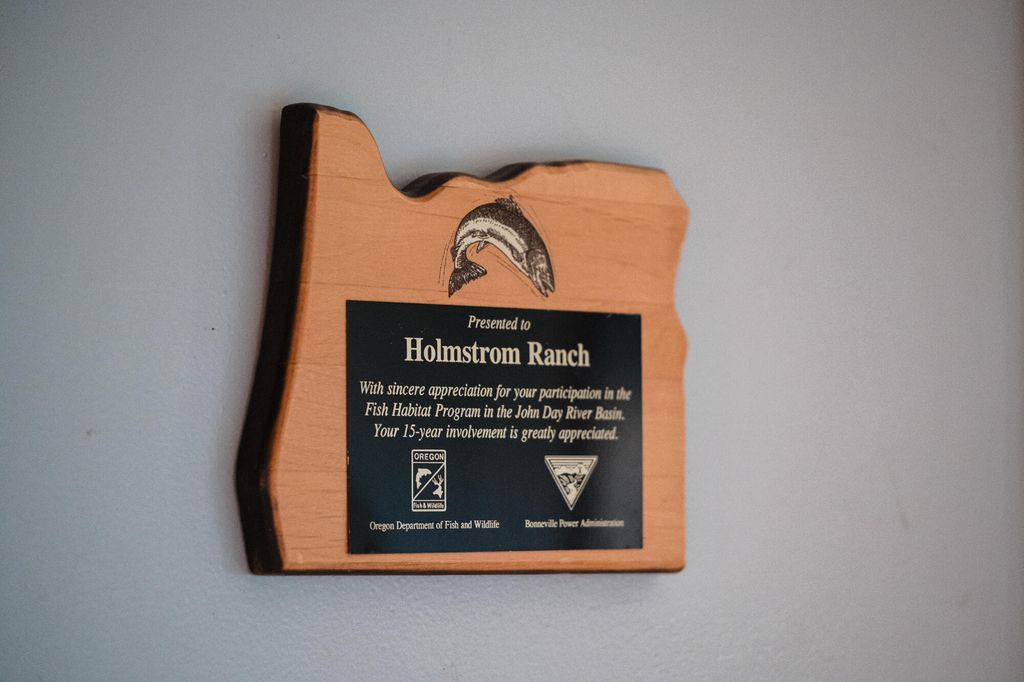 Presented to
Holmstrom Ranch
With sincere appreciation for your participation in the
Fish Habitat Program in the John Day River Basin.
Your 15-year involvement is greatly appreciated.
OREGON
Fish & Wildlife
Oregon Department of Fish and Wildlife
Bonneville Power Administration